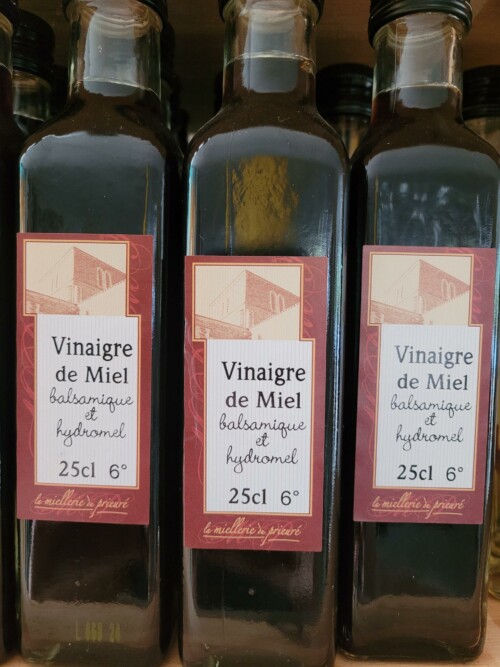 Vinaigre
de Miel
balsamique
et
hydromel
25cl 6°
la miellerie du prieuré
Vinaigre
de Miel
balsamique
et
hydromel
25cl 6°
la miellerie du prieuré
Vinaigre
de Miel
balsamique
et
hydromel
25cl 6°
la miellerie du prieuré